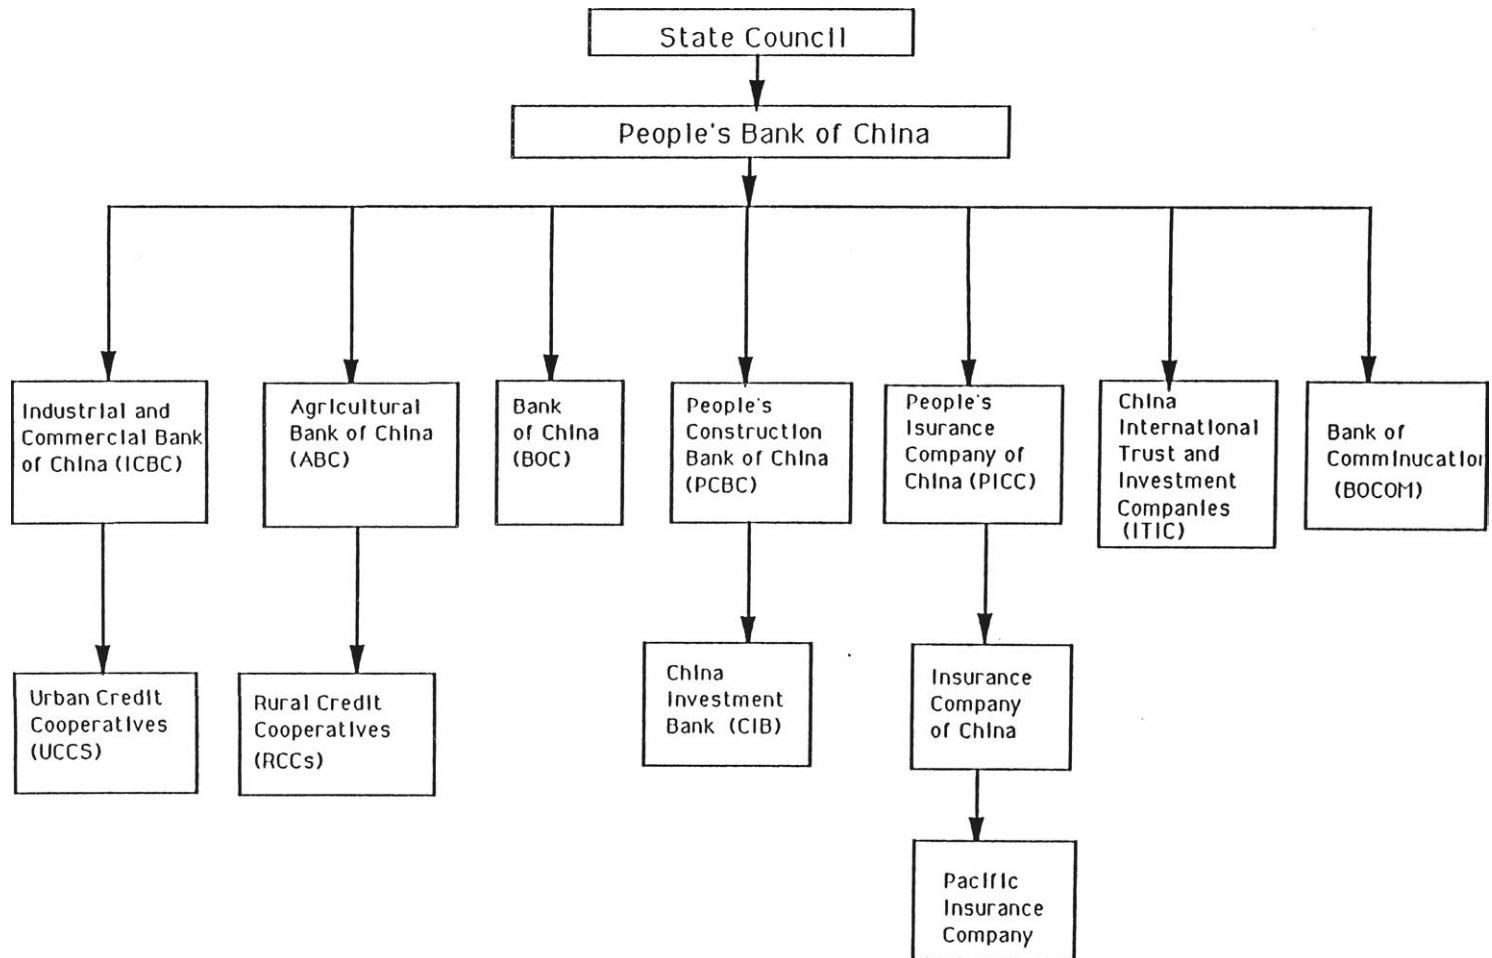 State Council
People's Bank of China
Industrial and
Commercial Bank
of China (ICBC)
Agricultural
Bank of China
(ABC)
Bank
of China
(BOC)
People's
Construction
Bank of China
(PCBC)
People's
Isurance
Company of
China (PICC)
China
International
Trust and
Investment
Companies
(ITIC)
Bank of
Comminucation
(BOCOM)
Urban Credit
Cooperatives
(UCCS)
Rural Credit
Cooperatives
(RCCs)
China
Investment
Bank (CIB)
Insurance
Company
of China
Pacific
Insurance
Company